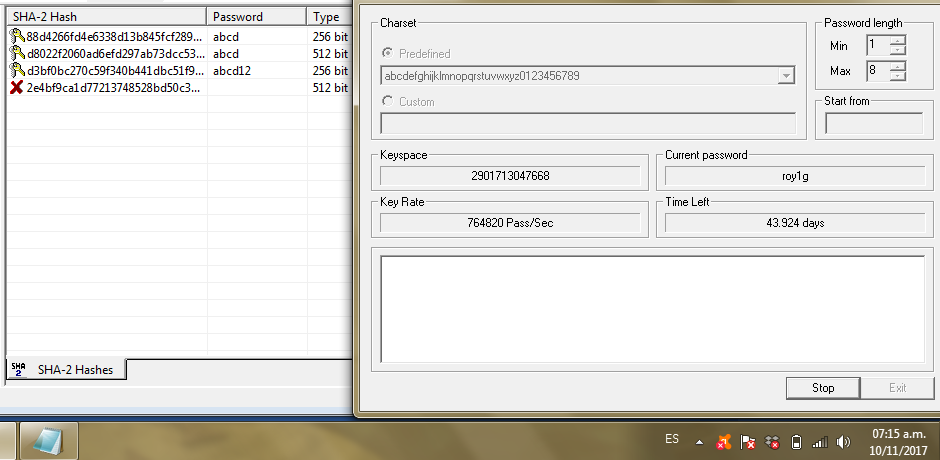 SHA-2 Hash Password Type
88d4266fd4e6338d13b845fcf289... abcd 256 bit
d8022f2060ad6efd297ab73dcc53... abcd 512 bit
d3bf0bc270c59f340b441dbc51f9... abcd12 256 bit
2e4bf9ca1d77213748528bd50c3... 512 bit
SHA 2 SHA-2 Hashes
Charset
Predefined
abcdefghijklmnopqrstuvwxyz0123456789
Custom
Password length
Min 1
Max 8
Start from
Keyspace
2901713047668
Current password
roy1g
Key Rate
764820 Pass/Sec
Time Left
43.924 days
Stop Exit
ES
07:15 a.m.
10/11/2017